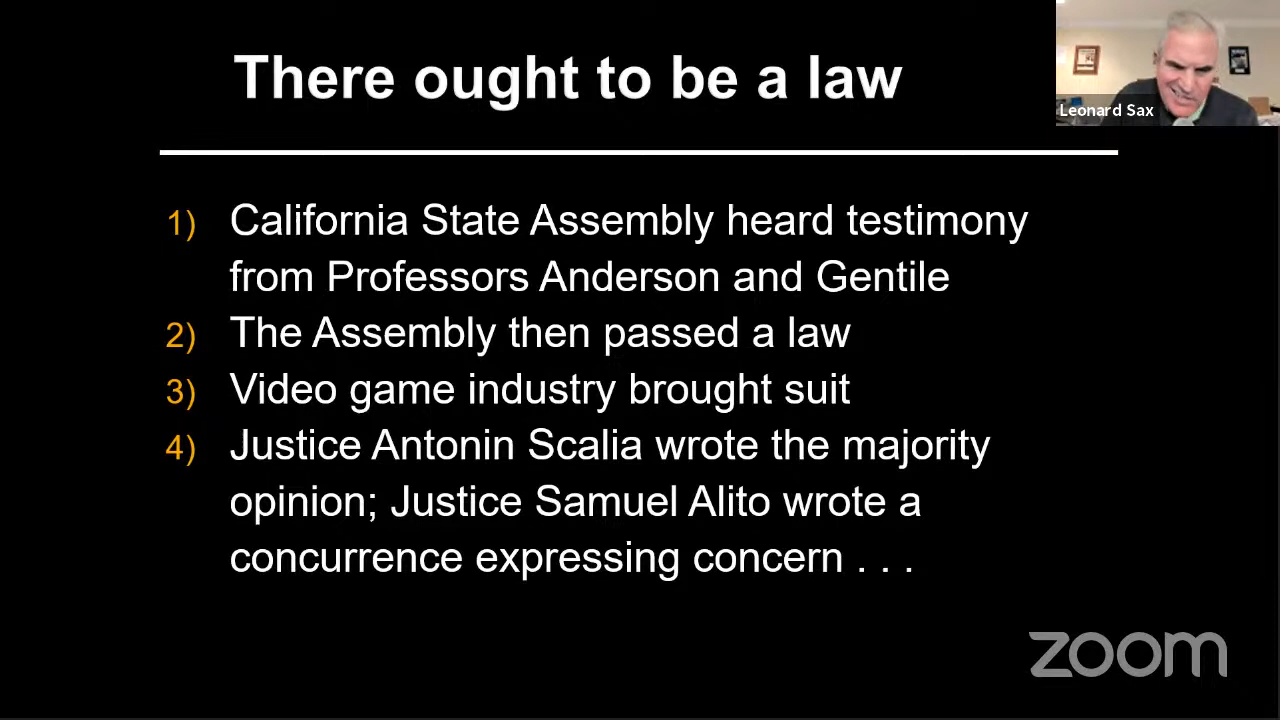 There ought to be a law
Leonard Sax
1) California State Assembly heard testimony
from Professors Anderson and Gentile
2) The Assembly then passed a law
3) Video game industry brought suit
4) Justice Antonin Scalia wrote the majority
opinion; Justice Samuel Alito wrote a
concurrence expressing concern . . .
zoom